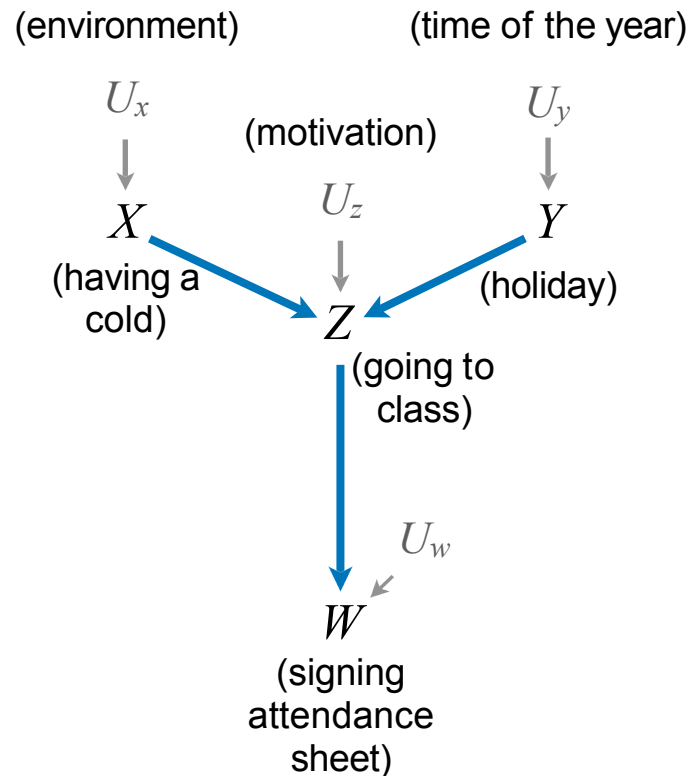 (environment)
(time of the year)
Ux
Uy
(motivation)
Uz
X
Y
(having a
cold)
(holiday)
Z
(going to
class)
Uw
W
(signing
attendance
sheet)